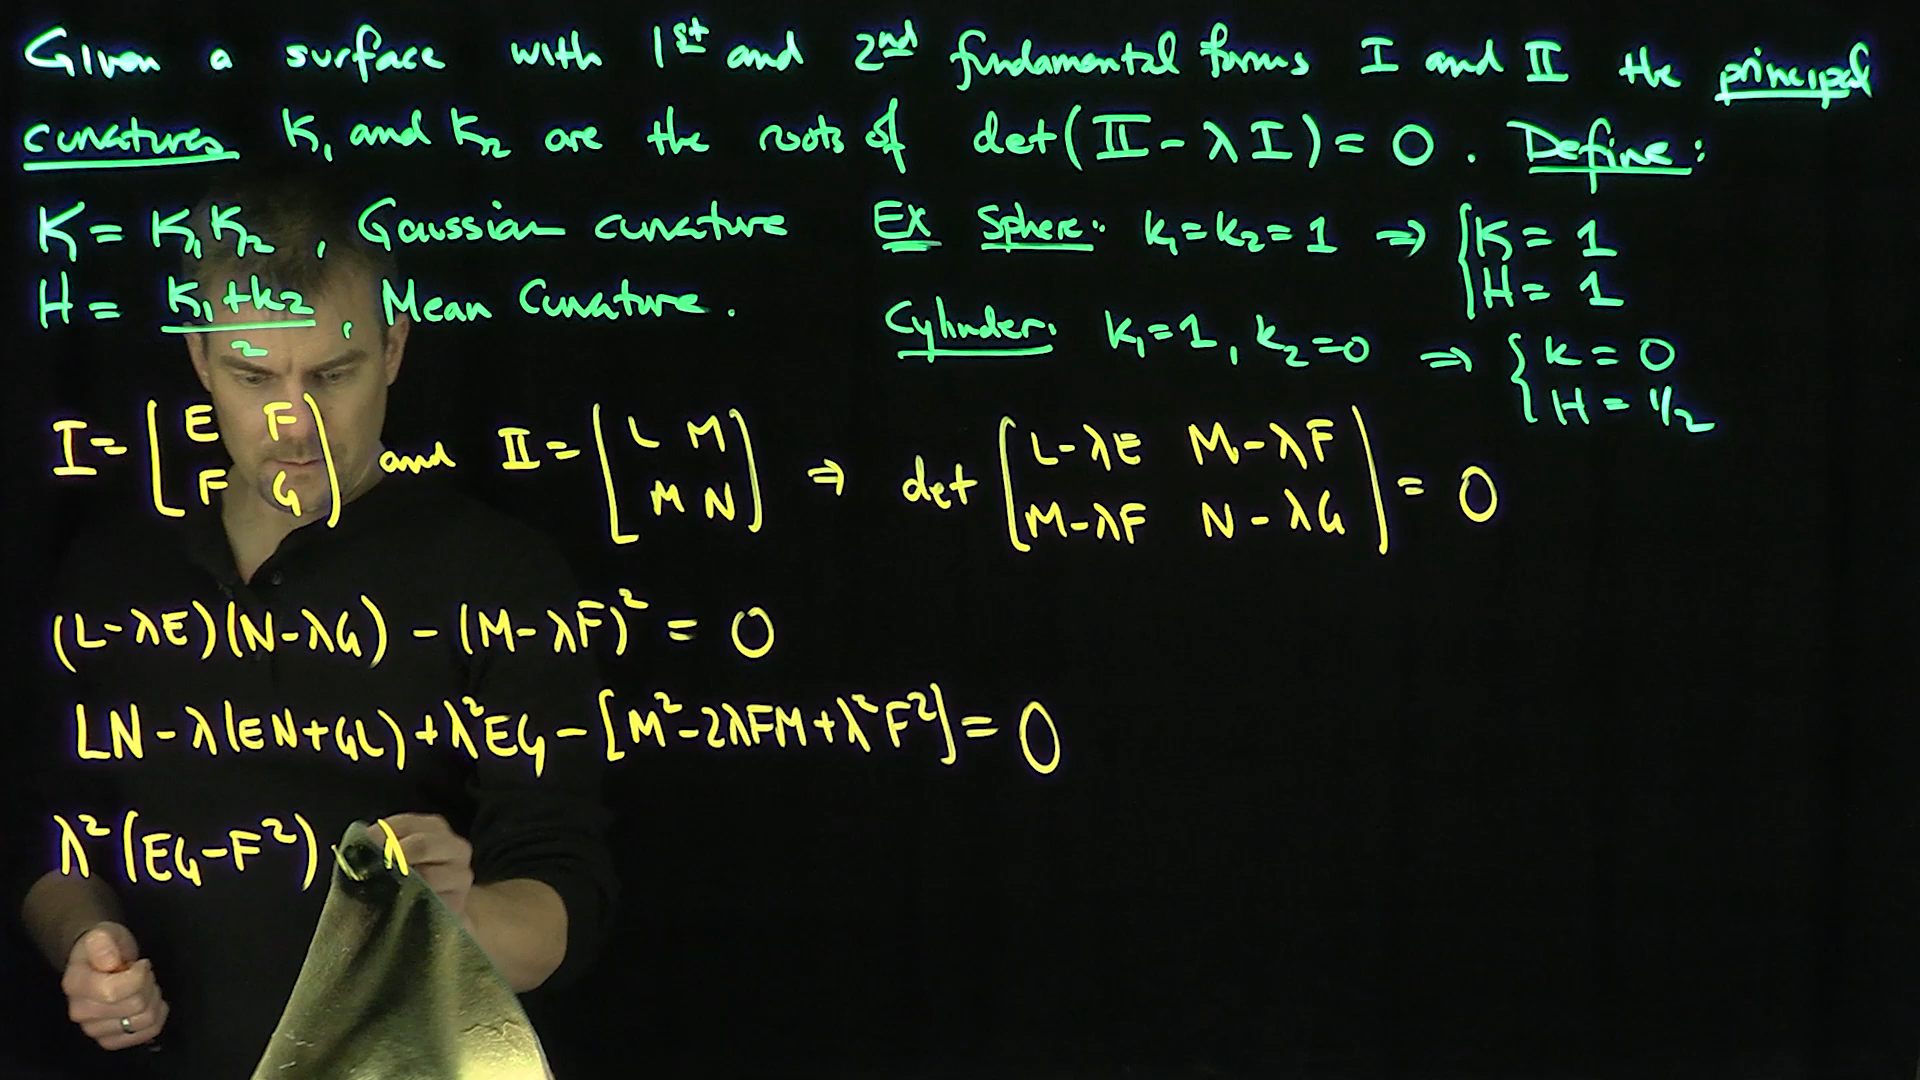 Given a surface with 1st and 2nd fundamental forms I and II the principal
curvatures K₁ and K₂ are the roots of det(II - λI) = 0. Define:
K = K₁K₂, Gaussian curvature
H = (K₁+k₂)/2, Mean Curvature.
Ex Sphere: k₁=k₂=1 ⇒ { K = 1
H = 1
Cylinder: k₁=1, k₂=0 ⇒ { k = 0
H = 1/2
I = [E F; F G] and II = [L M; M N] ⇒ det [L-λE M-λF; M-λF N-λG] = 0
(L-λE)(N-λG) - (M-λF)² = 0
LN - λ(EN+GL) + λ²EG - [M²-2λFM+λ²F²] = 0
λ²(EG-F²) λ